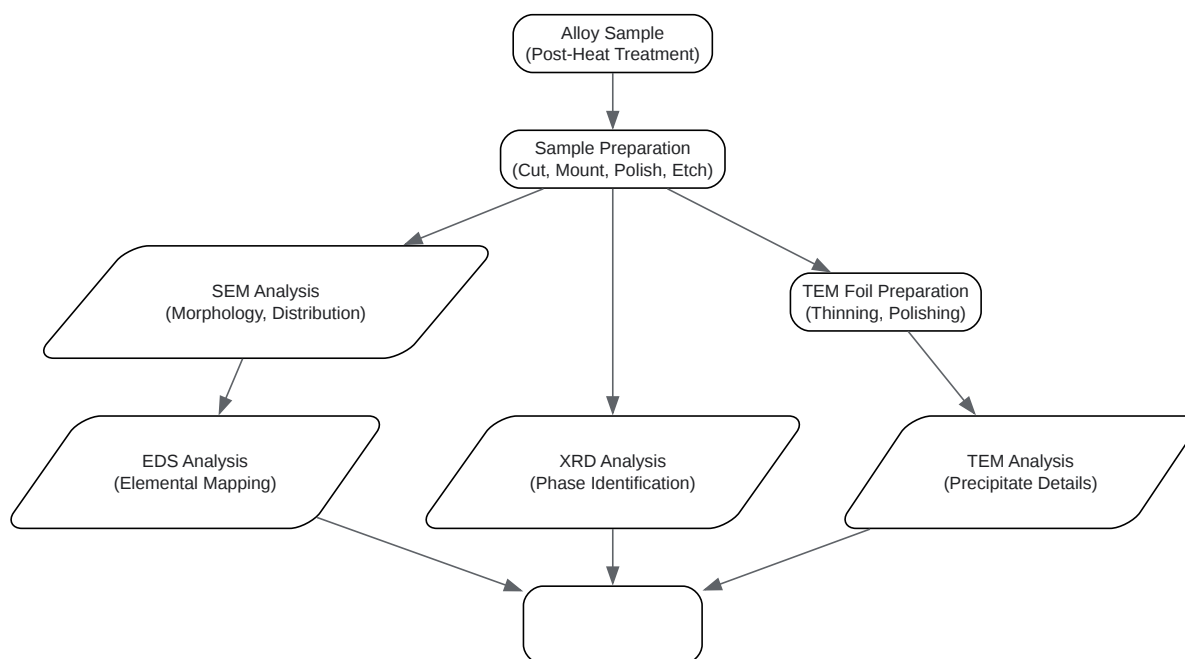 Alloy Sample
(Post-Heat Treatment)
Sample Preparation
(Cut, Mount, Polish, Etch)
SEM Analysis
(Morphology, Distribution)
TEM Foil Preparation
(Thinning, Polishing)
EDS Analysis
(Elemental Mapping)
XRD Analysis
(Phase Identification)
TEM Analysis
(Precipitate Details)